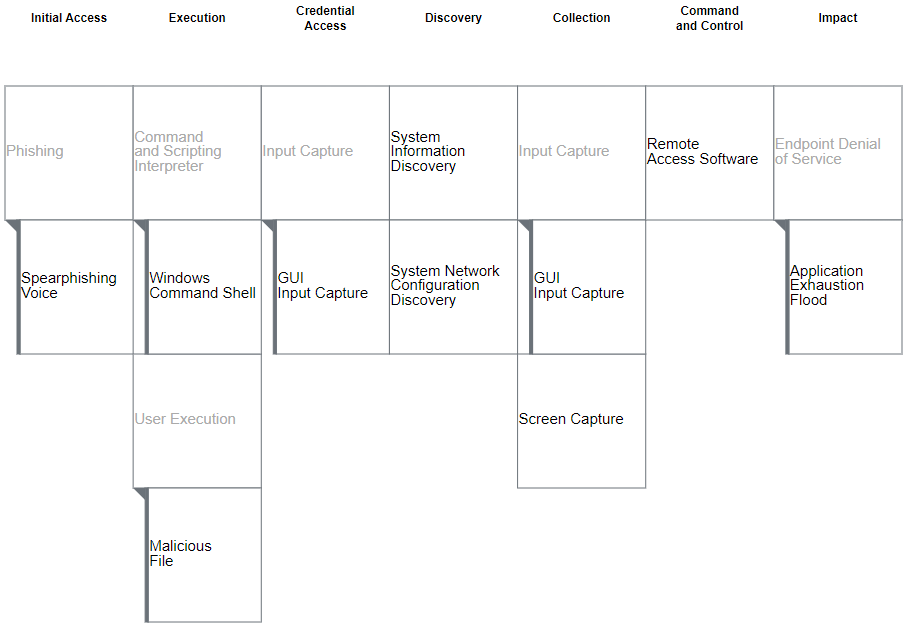 Initial Access
Execution
Credential
Access
Discovery
Collection
Command
and Control
Impact
Phishing
Command
and Scripting
Interpreter
Input Capture
System
Information
Discovery
Input Capture
Remote
Access Software
Endpoint Denial
of Service
Spearphishing
Voice
Windows
Command Shell
GUI
Input Capture
System Network
Configuration
Discovery
GUI
Input Capture
Application
Exhaustion
Flood
User Execution
Screen Capture
Malicious
File